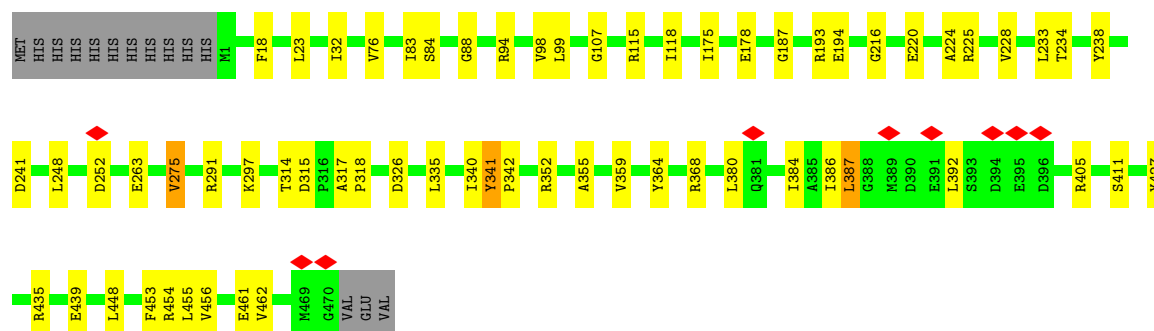 MET HIS HIS HIS HIS HIS HIS HIS HIS M1 F18 L23 I32 V76 I83 S84 G88 R94 V98 L99 G107 R115 I118 I175 E178 G187 R193 E194 G216 E220 A224 R225 V228 L233 T234 Y238
D241 L248 D252 E263 V275 R291 K297 T314 D315 P316 A317 P318 D326 L335 I340 Y341 P342 R352 A355 V359 Y364 R368 L380 Q381 I384 A385 I386 L387 G388 M389 D390 E391 L392 S393 D394 E395 D396 R405 S411
R435 E439 L448 F453 R454 L455 V456 E461 V462 M469 G470 VAL GLU VAL